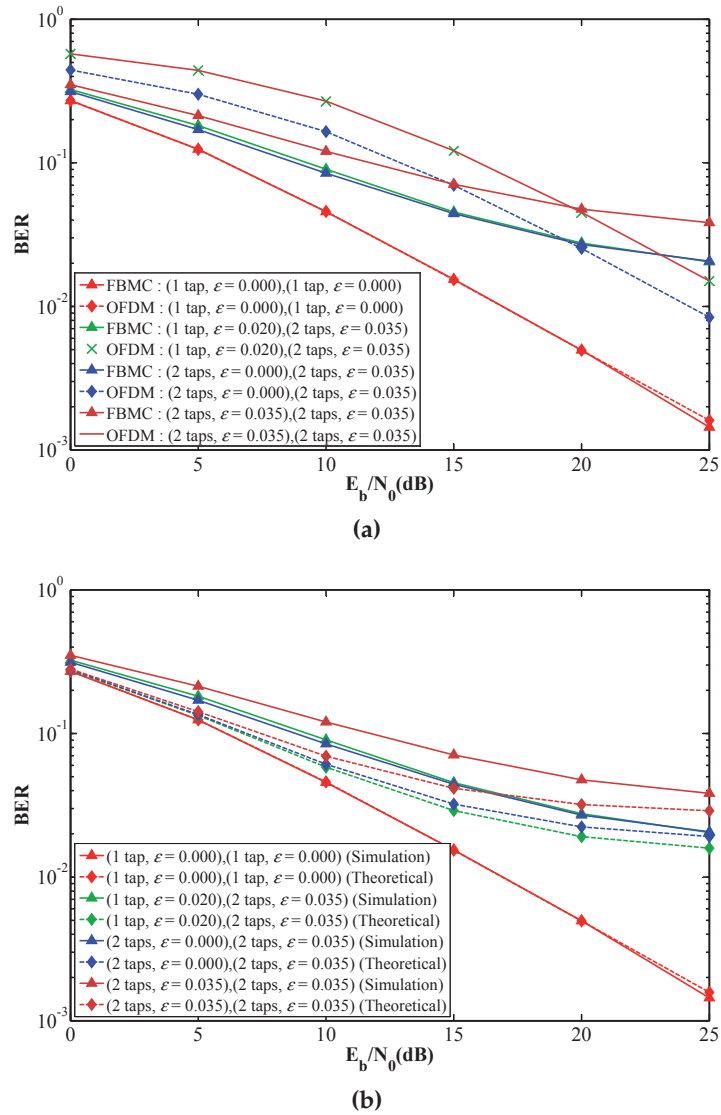 10^0
10^-1
10^-2
10^-3
BER
FBMC : (1 tap, ε = 0.000),(1 tap, ε = 0.000)
OFDM : (1 tap, ε = 0.000),(1 tap, ε = 0.000)
FBMC : (1 tap, ε = 0.020),(2 taps, ε = 0.035)
OFDM : (1 tap, ε = 0.020),(2 taps, ε = 0.035)
FBMC : (2 taps, ε = 0.000),(2 taps, ε = 0.035)
OFDM : (2 taps, ε = 0.000),(2 taps, ε = 0.035)
FBMC : (2 taps, ε = 0.035),(2 taps, ε = 0.035)
OFDM : (2 taps, ε = 0.035),(2 taps, ε = 0.035)
0 5 10 15 20 25
E_b/N_0(dB)
(a)
10^0
10^-1
10^-2
10^-3
BER
(1 tap, ε = 0.000),(1 tap, ε = 0.000) (Simulation)
(1 tap, ε = 0.000),(1 tap, ε = 0.000) (Theoretical)
(1 tap, ε = 0.020),(2 taps, ε = 0.035) (Simulation)
(1 tap, ε = 0.020),(2 taps, ε = 0.035) (Theoretical)
(2 taps, ε = 0.000),(2 taps, ε = 0.035) (Simulation)
(2 taps, ε = 0.000),(2 taps, ε = 0.035) (Theoretical)
(2 taps, ε = 0.035),(2 taps, ε = 0.035) (Simulation)
(2 taps, ε = 0.035),(2 taps, ε = 0.035) (Theoretical)
0 5 10 15 20 25
E_b/N_0(dB)
(b)